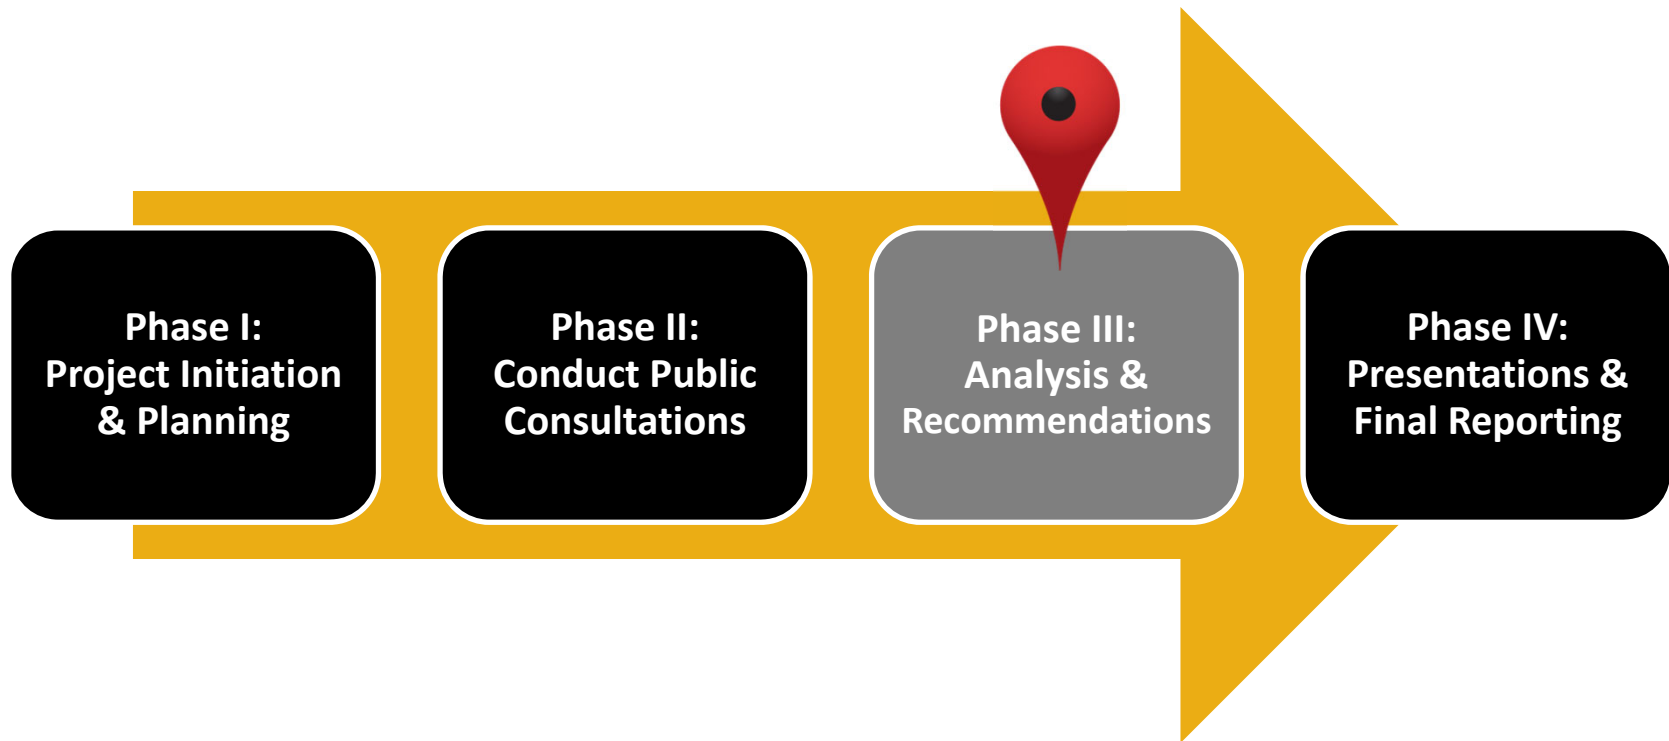 Phase I:
Project Initiation
& Planning
Phase II:
Conduct Public
Consultations
Phase III:
Analysis &
Recommendations
Phase IV:
Presentations &
Final Reporting